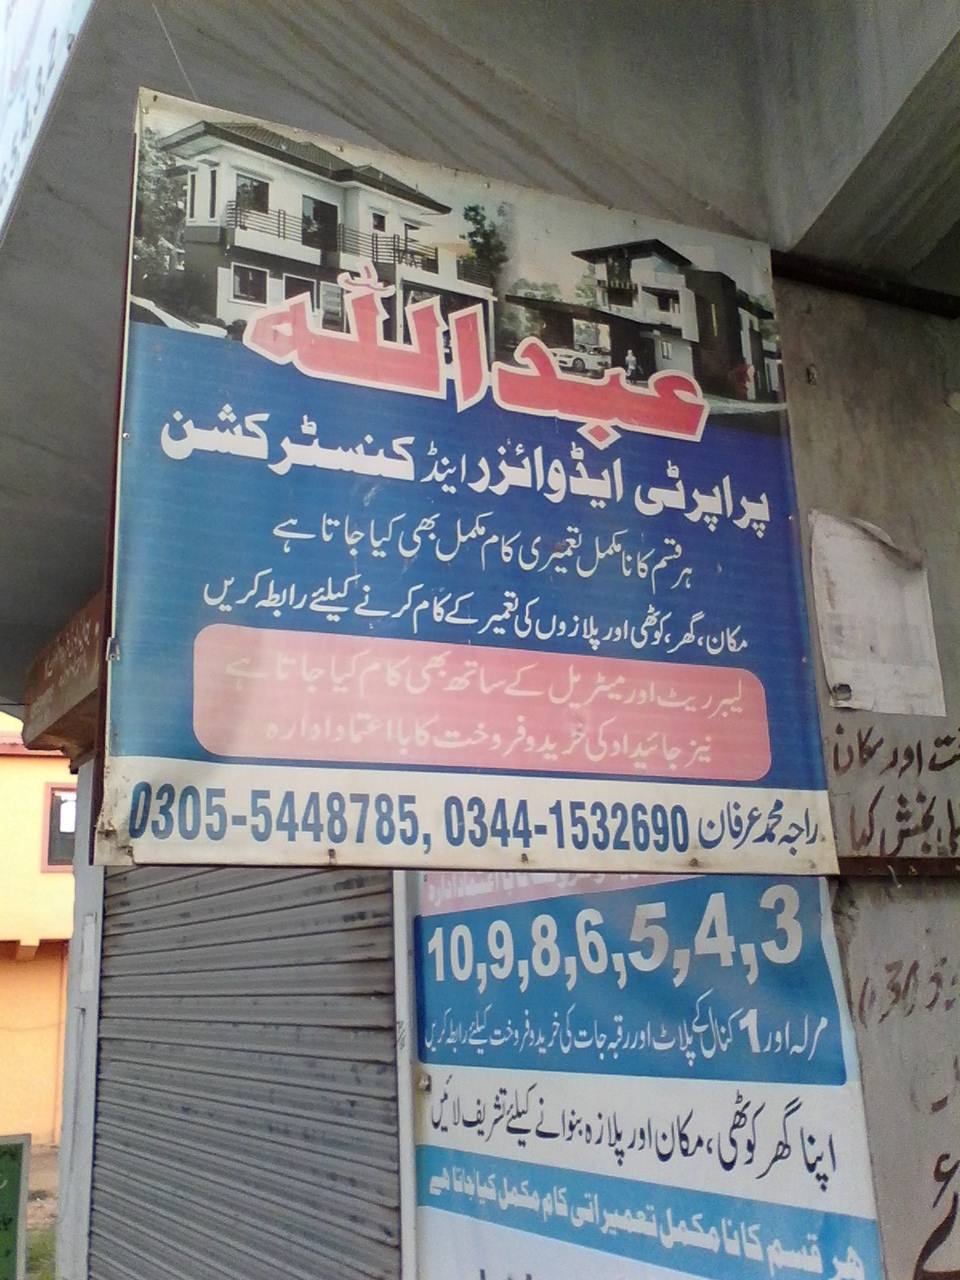 عبداللہ
پراپرٹی ایڈوائزر اینڈ کنسٹرکشن
ہر قسم کا نامکمل تعمیری کام مکمل بھی کیا جاتا ہے
مکان، گھر، کوٹھی اور پلازوں کی تعمیر کے کام کرنے کیلئے رابطہ کریں
لیبر ریٹ اور میٹریل کے ساتھ بھی کام کیا جاتا ہے
نیز جائیداد کی خرید و فروخت کا با اعتماد ادارہ
راجہ محمد عرفان 0344-1532690 ,0305-5448785
10,9,8,6,5,4,3
مرلہ اور 1 کنال کے پلاٹ اور رقبہ جات کی خرید و فروخت کیلئے رابطہ کریں
اپنا گھر کوٹھی، مکان اور پلازہ بنوانے کیلئے تشریف لائیں
ہر قسم کا نامکمل تعمیراتی کام مکمل کیا جاتا ہے
اور مکان